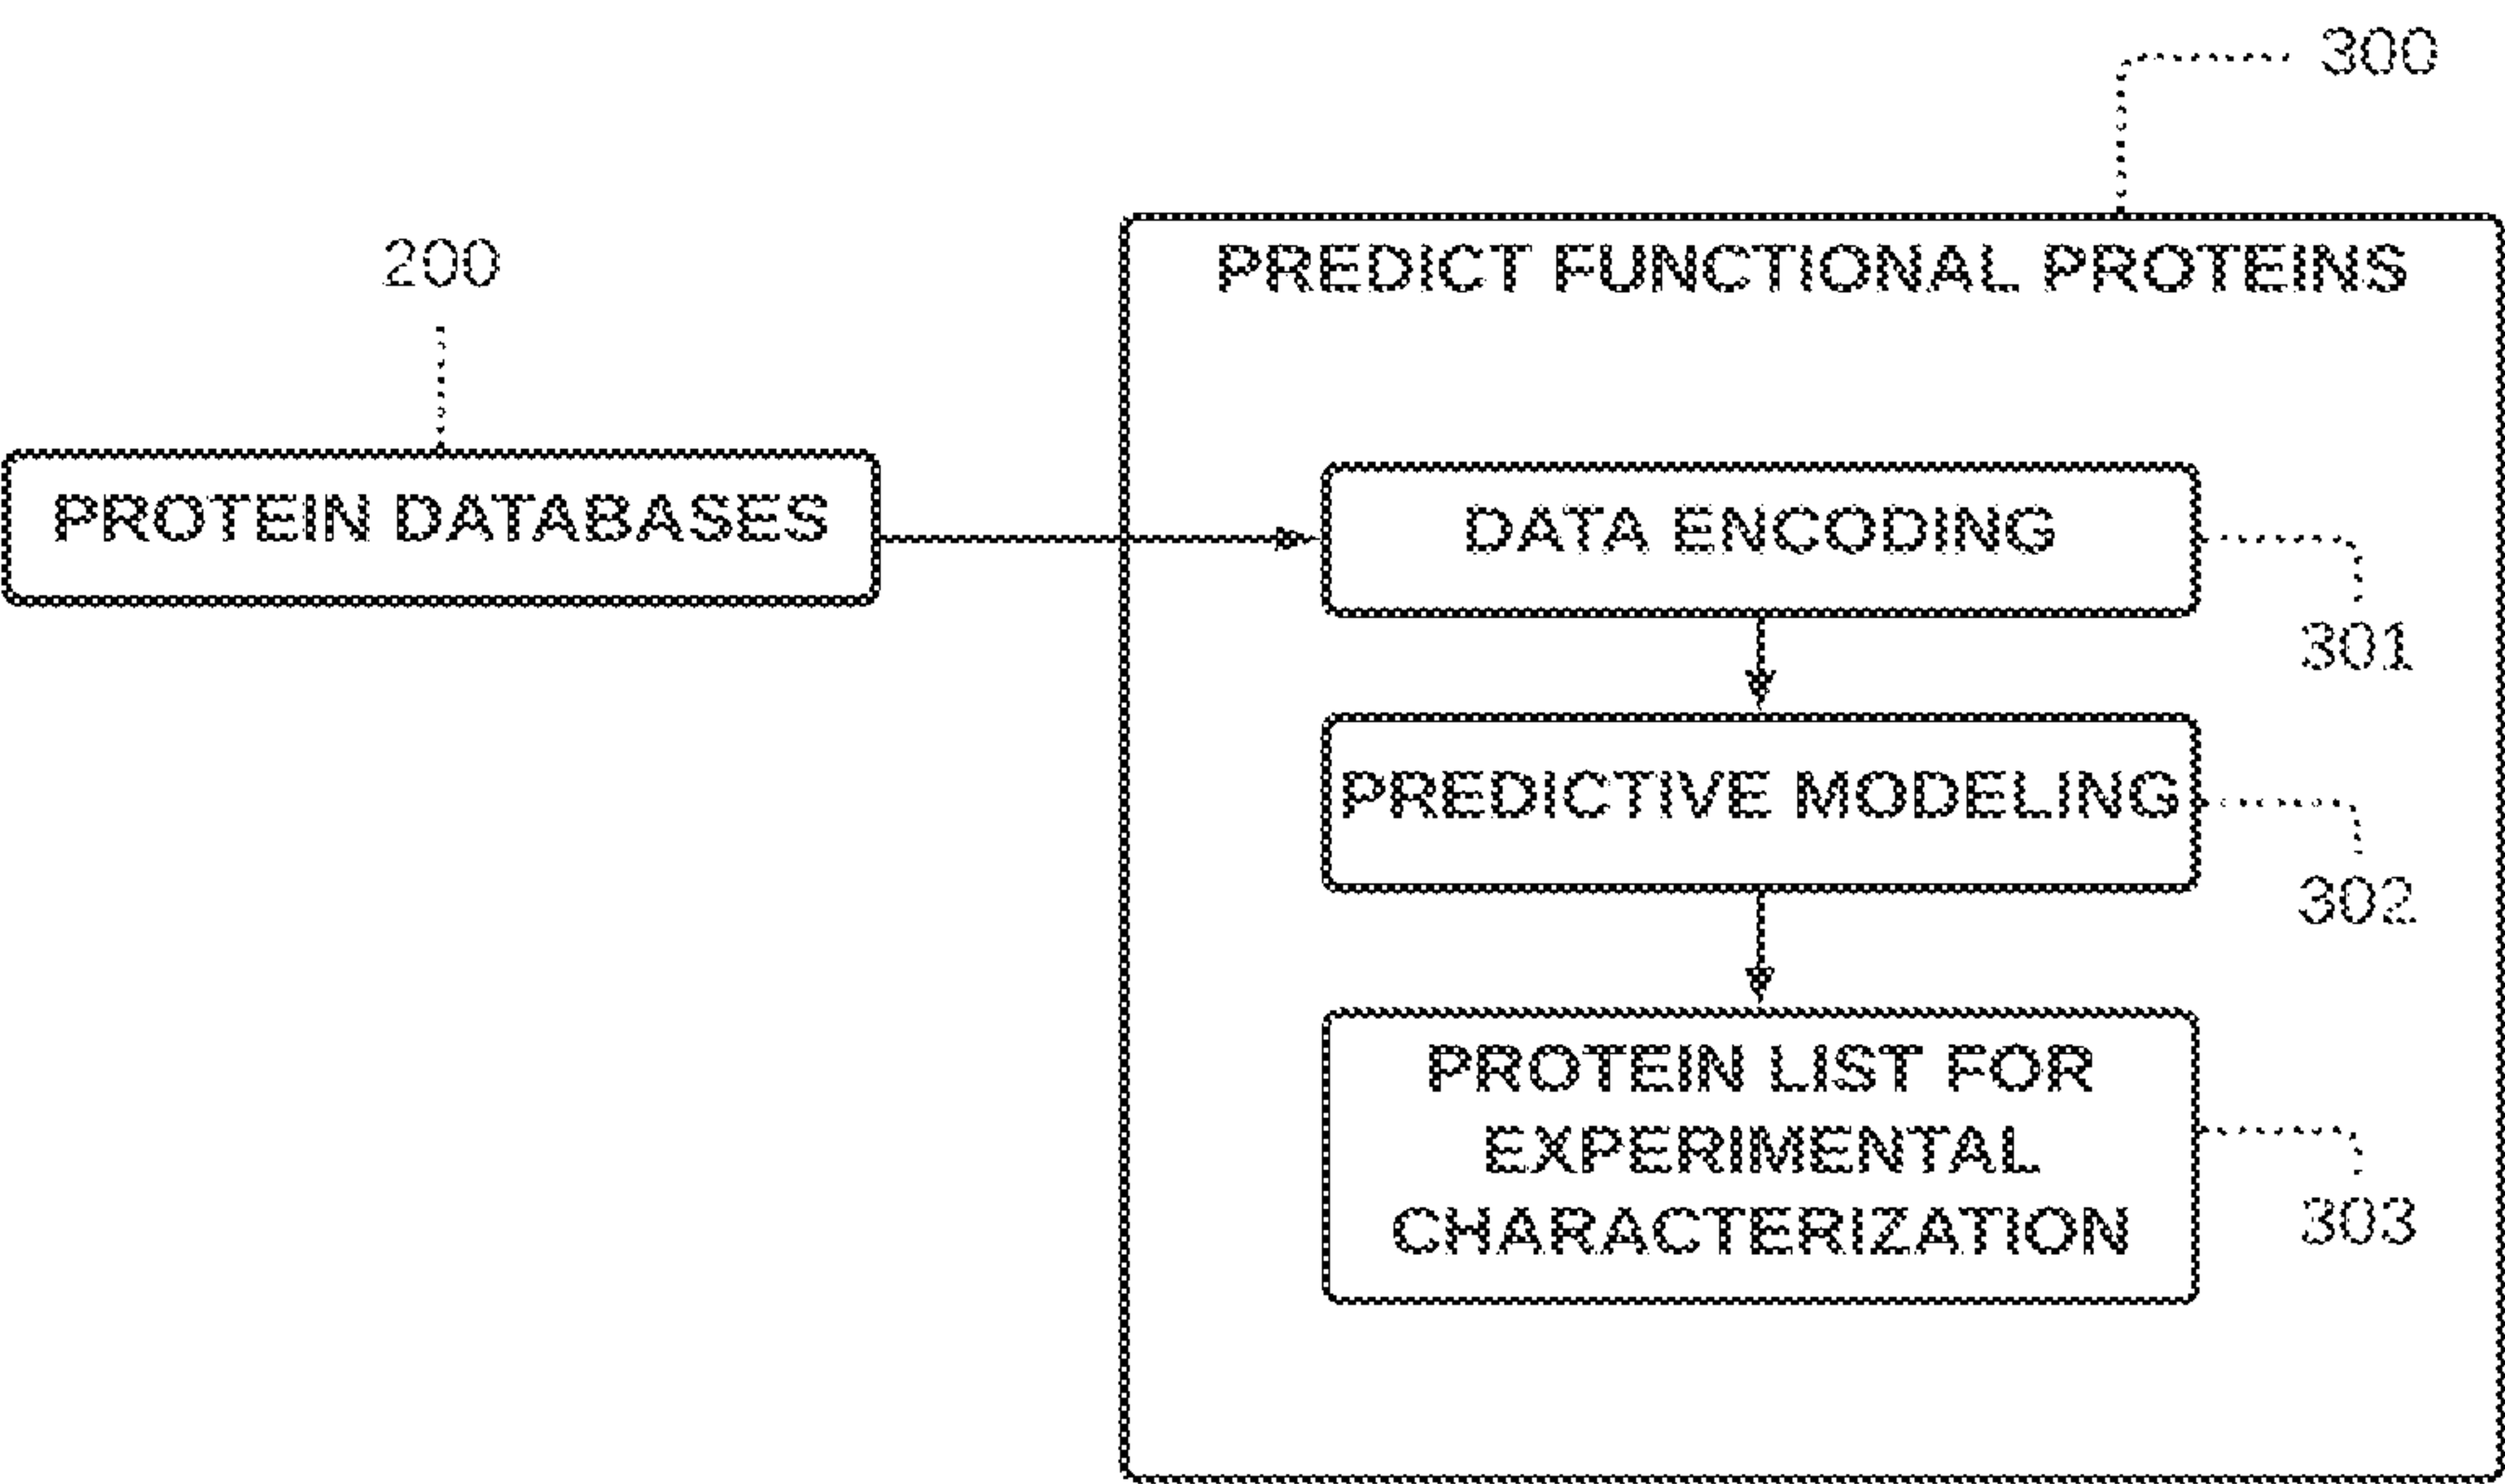 300
200
PREDICT FUNCTIONAL PROTEINS
PROTEIN DATABASES
DATA ENCODING
301
PREDICTIVE MODELING
302
PROTEIN LIST FOR
EXPERIMENTAL
CHARACTERIZATION
303